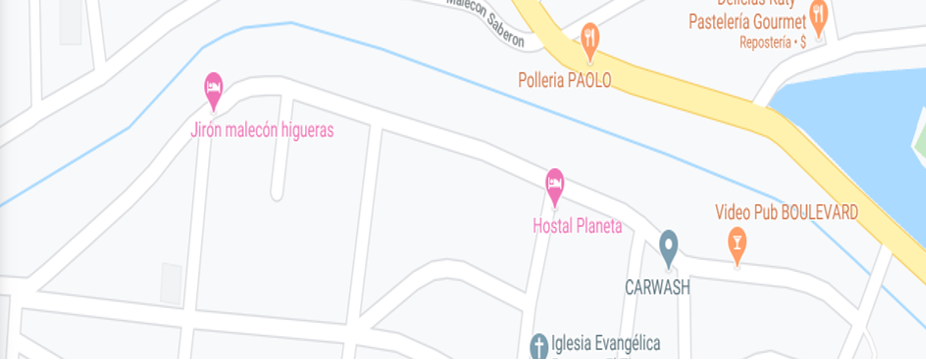 Delicias Katy
Pastelería Gourmet
Repostería • $
Malecon Saberon
Polleria PAOLO
Jirón malecón higueras
Hostal Planeta
Video Pub BOULEVARD
CARWASH
Iglesia Evangélica